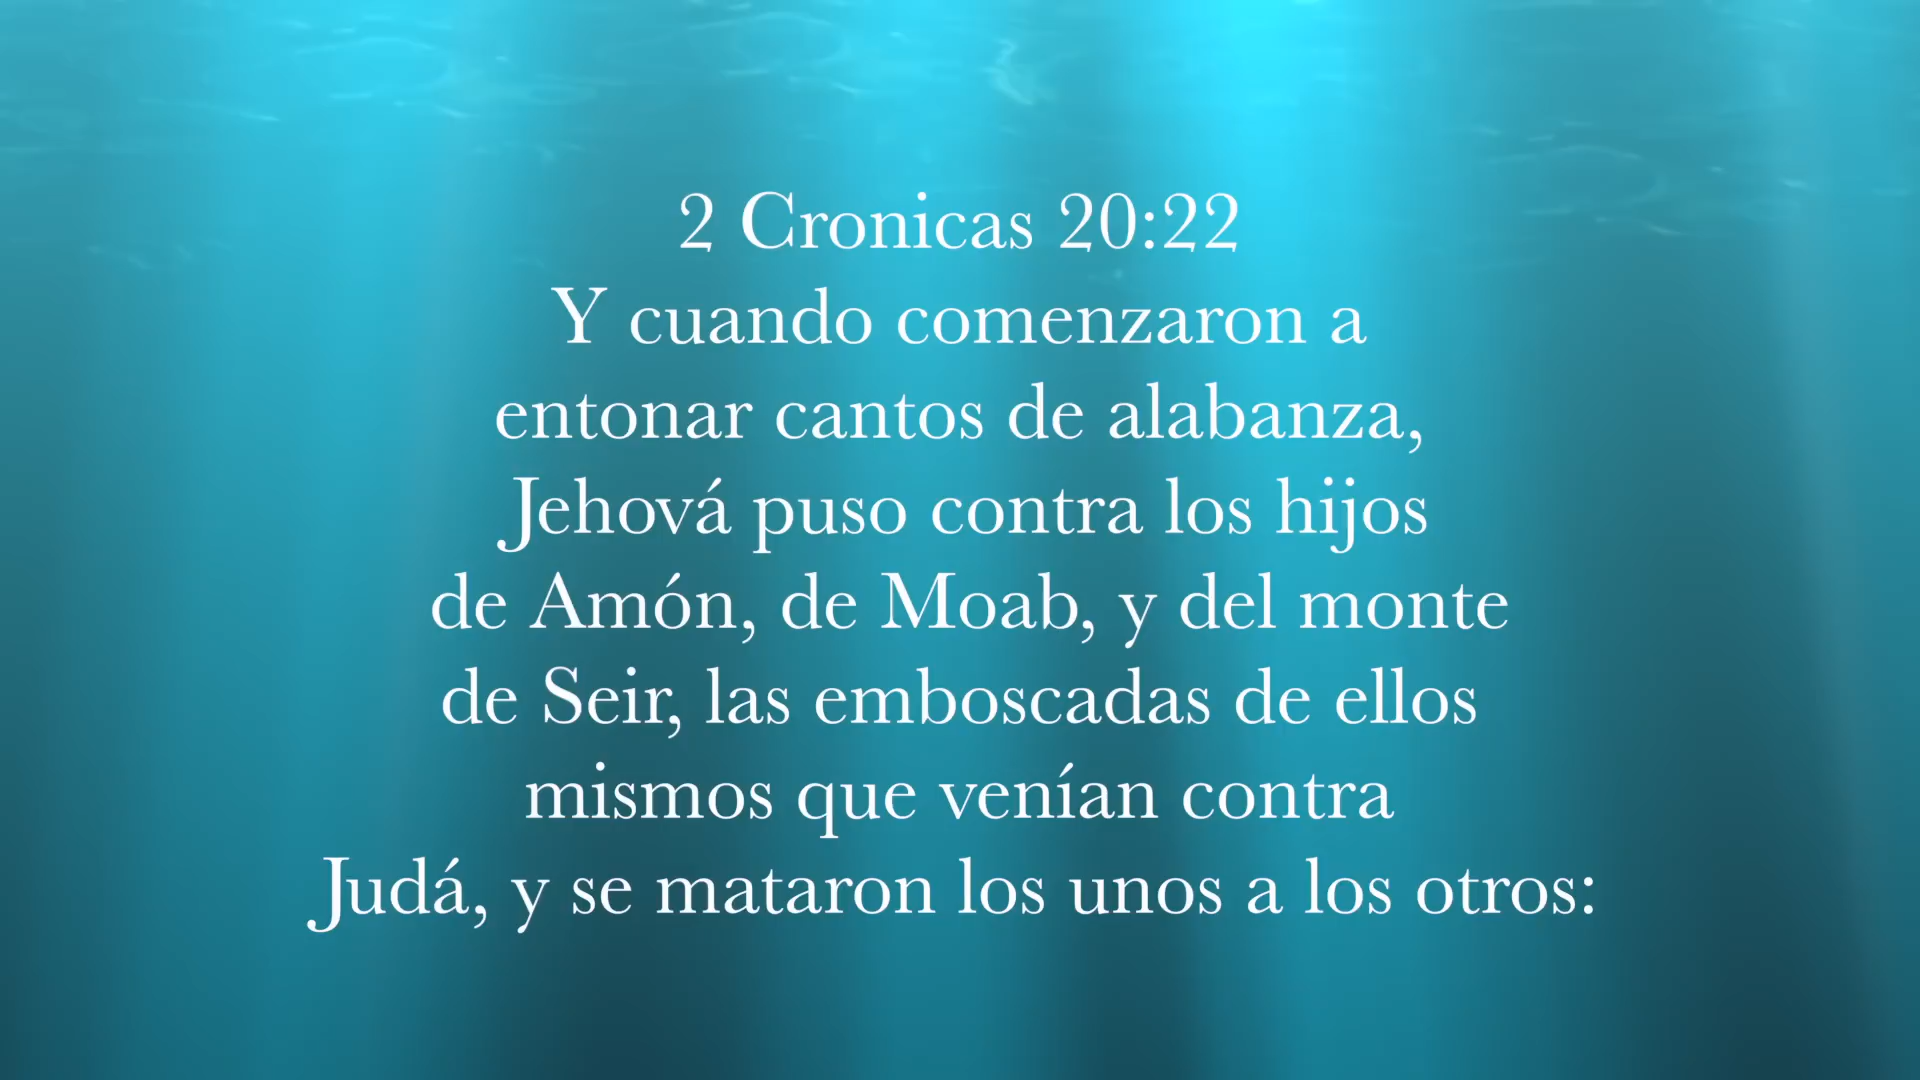 2 Cronicas 20:22
Y cuando comenzaron a
entonar cantos de alabanza,
Jehová puso contra los hijos
de Amón, de Moab, y del monte
de Seir, las emboscadas de ellos
mismos que venían contra
Judá, y se mataron los unos a los otros: